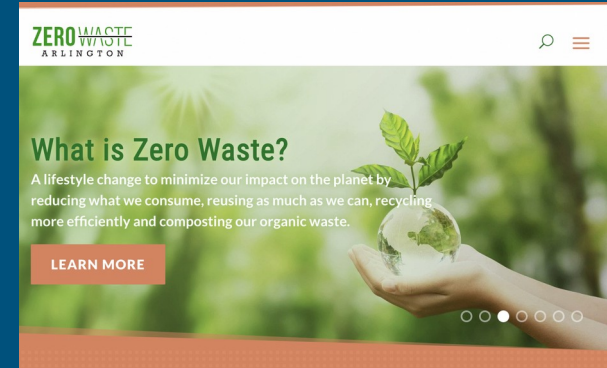 ZERO WASTE
ARLINGTON
What is Zero Waste?
A lifestyle change to minimize our impact on the planet by
reducing what we consume, reusing as much as we can, recycling
more efficiently and composting our organic waste.
LEARN MORE